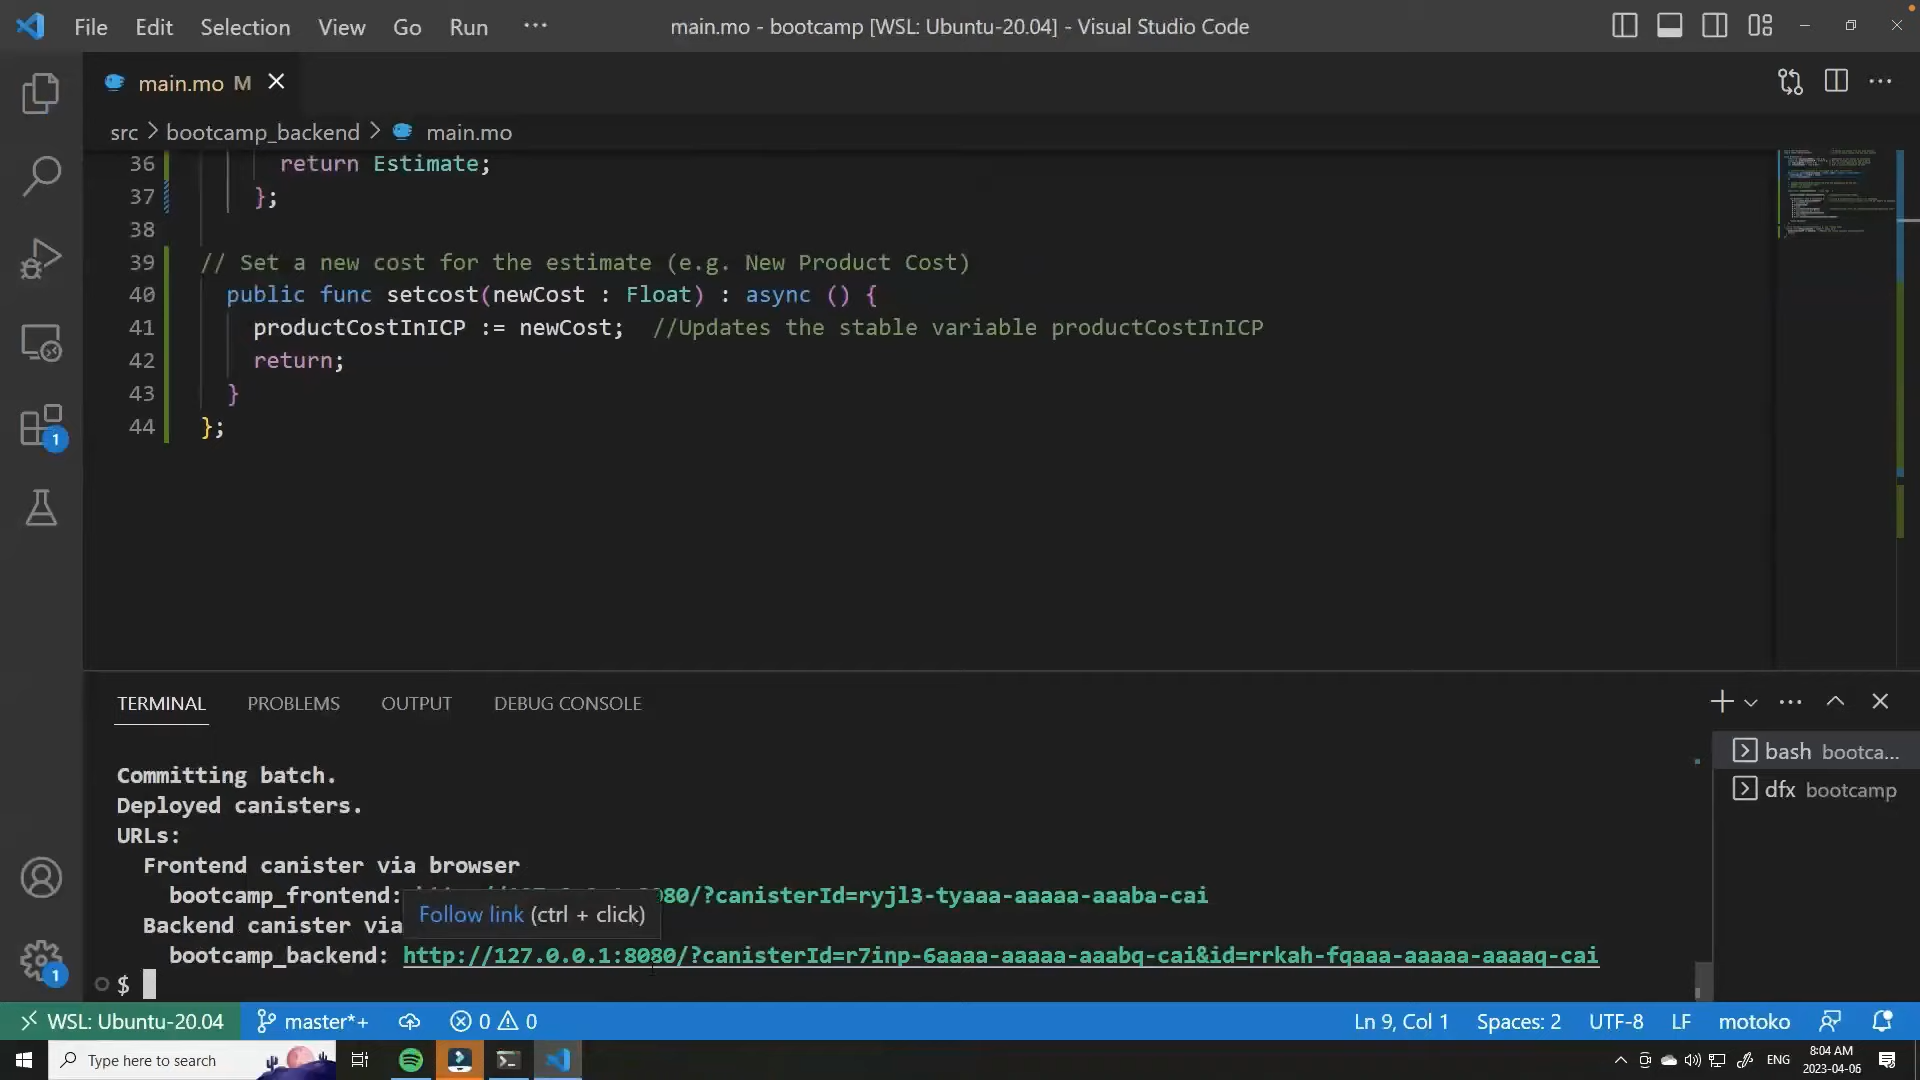 File Edit Selection View Go Run ··· main.mo - bootcamp [WSL: Ubuntu-20.04] - Visual Studio Code
main.mo M
src > bootcamp_backend > main.mo
36 return Estimate;
37 };
38
39 // Set a new cost for the estimate (e.g. New Product Cost)
40 public func setcost(newCost : Float) : async () {
41 productCostInICP := newCost; //Updates the stable variable productCostInICP
42 return;
43 }
44 };
1
TERMINAL PROBLEMS OUTPUT DEBUG CONSOLE
bash bootca...
dfx bootcamp
Committing batch.
Deployed canisters.
URLs:
Frontend canister via browser
bootcamp_frontend: 80/?canisterId=ryjl3-tyaaa-aaaaa-aaaba-cai
Follow link (ctrl + click)
Backend canister via
bootcamp_backend: http://127.0.0.1:8080/?canisterId=r7inp-6aaaa-aaaaa-aaabq-cai&id=rrkah-fqaaa-aaaaa-aaaaq-cai
$
1
WSL: Ubuntu-20.04 master*+ 0 0 Ln 9, Col 1 Spaces: 2 UTF-8 LF motoko
Type here to search ENG 8:04 AM
2023-04-06